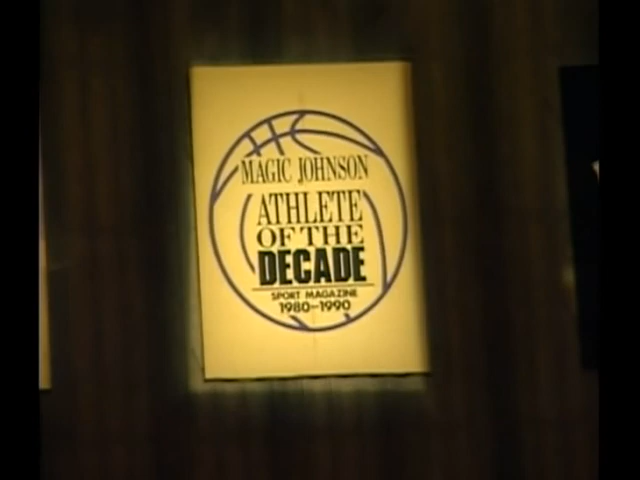 MAGIC JOHNSON
ATHLETE
OF THE
DECADE
SPORT MAGAZINE
1980-1990